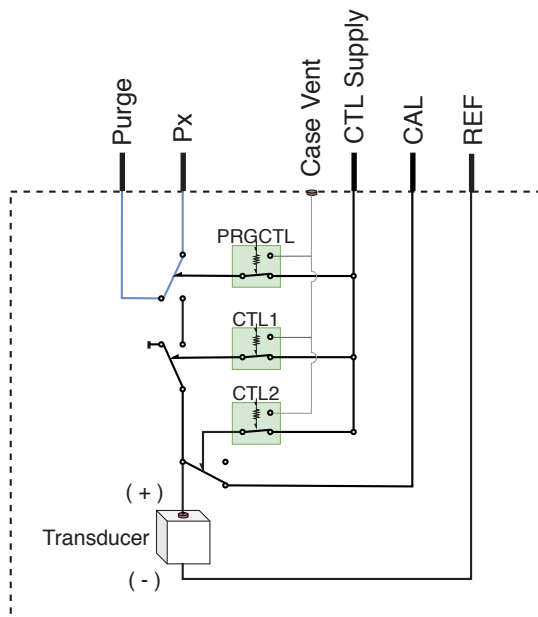 Purge
Px
Case Vent
CTL Supply
CAL
REF
PRGCTL
CTL1
CTL2
( + )
Transducer
( - )